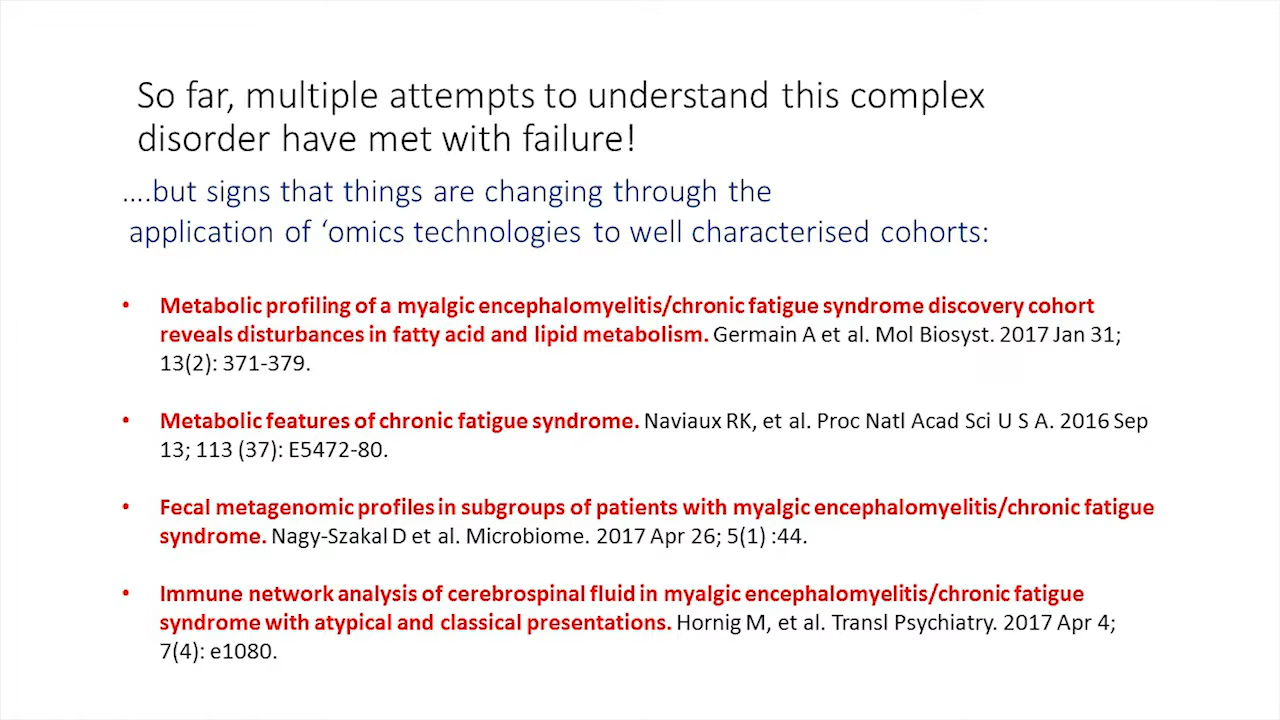 So far, multiple attempts to understand this complex
disorder have met with failure!
....but signs that things are changing through the
application of ‘omics technologies to well characterised cohorts:
• Metabolic profiling of a myalgic encephalomyelitis/chronic fatigue syndrome discovery cohort
reveals disturbances in fatty acid and lipid metabolism. Germain A et al. Mol Biosyst. 2017 Jan 31;
13(2): 371-379.
• Metabolic features of chronic fatigue syndrome. Naviaux RK, et al. Proc Natl Acad Sci U S A. 2016 Sep
13; 113 (37): E5472-80.
• Fecal metagenomic profiles in subgroups of patients with myalgic encephalomyelitis/chronic fatigue
syndrome. Nagy-Szakal D et al. Microbiome. 2017 Apr 26; 5(1) :44.
• Immune network analysis of cerebrospinal fluid in myalgic encephalomyelitis/chronic fatigue
syndrome with atypical and classical presentations. Hornig M, et al. Transl Psychiatry. 2017 Apr 4;
7(4): e1080.